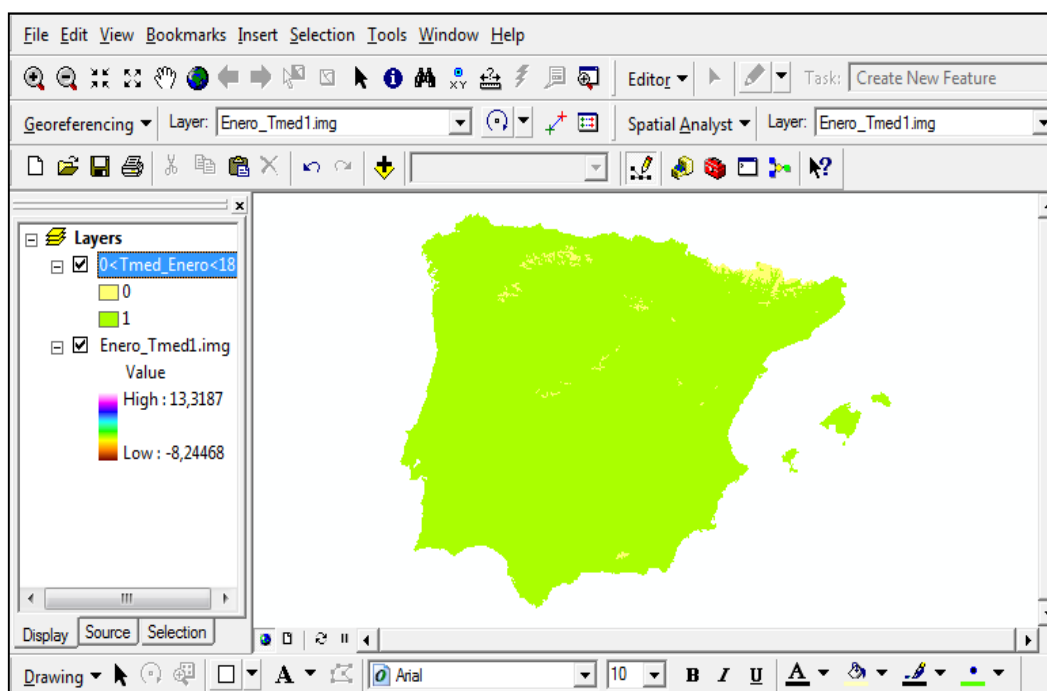 File Edit View Bookmarks Insert Selection Tools Window Help
XY Editor Task: Create New Feature
Georeferencing Layer: Enero_Tmed1.img Spatial Analyst Layer: Enero_Tmed1.img
Layers
0<Tmed_Enero<18
0
1
Enero_Tmed1.img
Value
High : 13,3187
Low : -8,24468
Display Source Selection
Drawing A Arial 10 B I U A